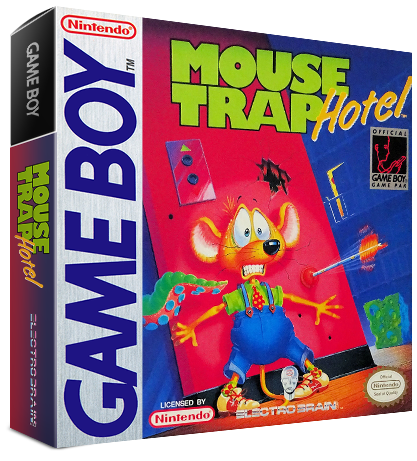 GAME BOY
MOUSE
TRAP
Hotel
ELECTRO BRAIN
Nintendo
GAME BOY
TM
MOUSE
TRAP
Hotel
TM
OFFICIAL
GAME BOY
GAME PAK
LICENSED BY
Nintendo
ELECTRO BRAIN
Official
Nintendo
Seal of Quality